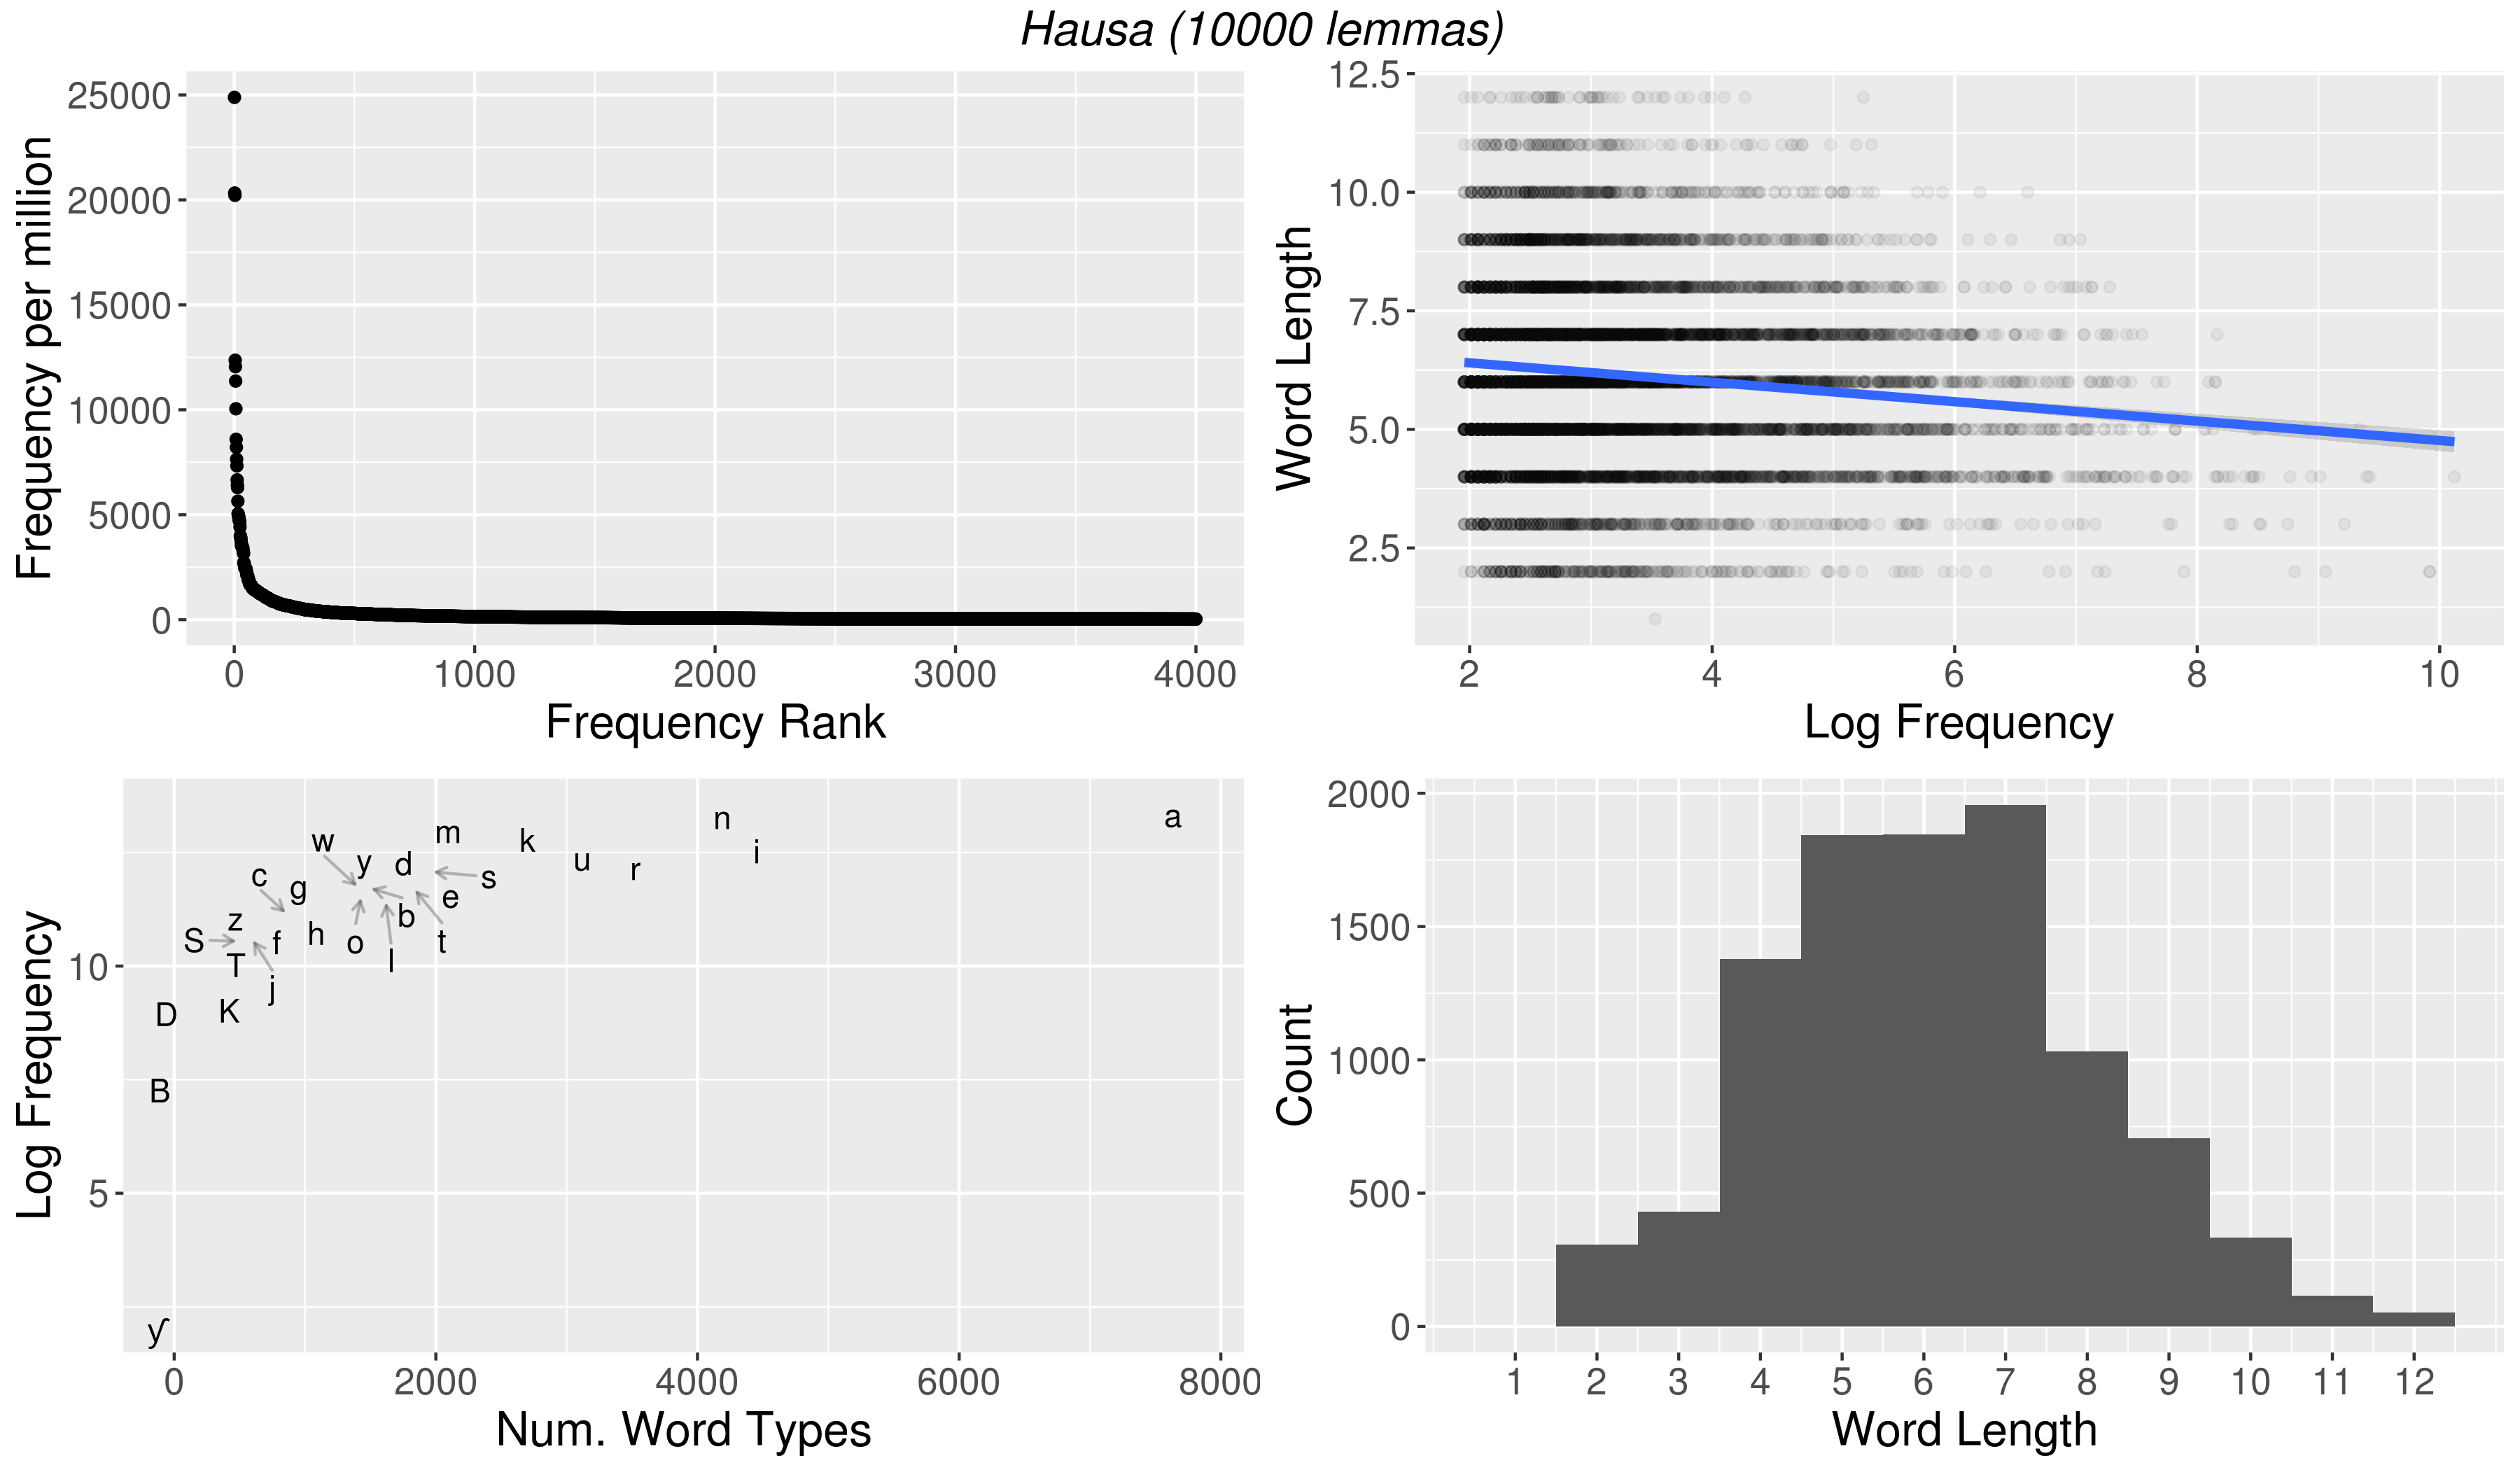 Hausa (10000 lemmas)
Frequency per million
25000
20000
15000
10000
5000
0
0 1000 2000 3000 4000
Frequency Rank
Word Length
12.5
10.0
7.5
5.0
2.5
2 4 6 8 10
Log Frequency
Log Frequency
10
5
n a
w m k i
y d u r
c g s e
z b
S f h o l t
T j
D K
B
ƴ
0 2000 4000 6000 8000
Num. Word Types
Count
2000
1500
1000
500
0
1 2 3 4 5 6 7 8 9 10 11 12
Word Length